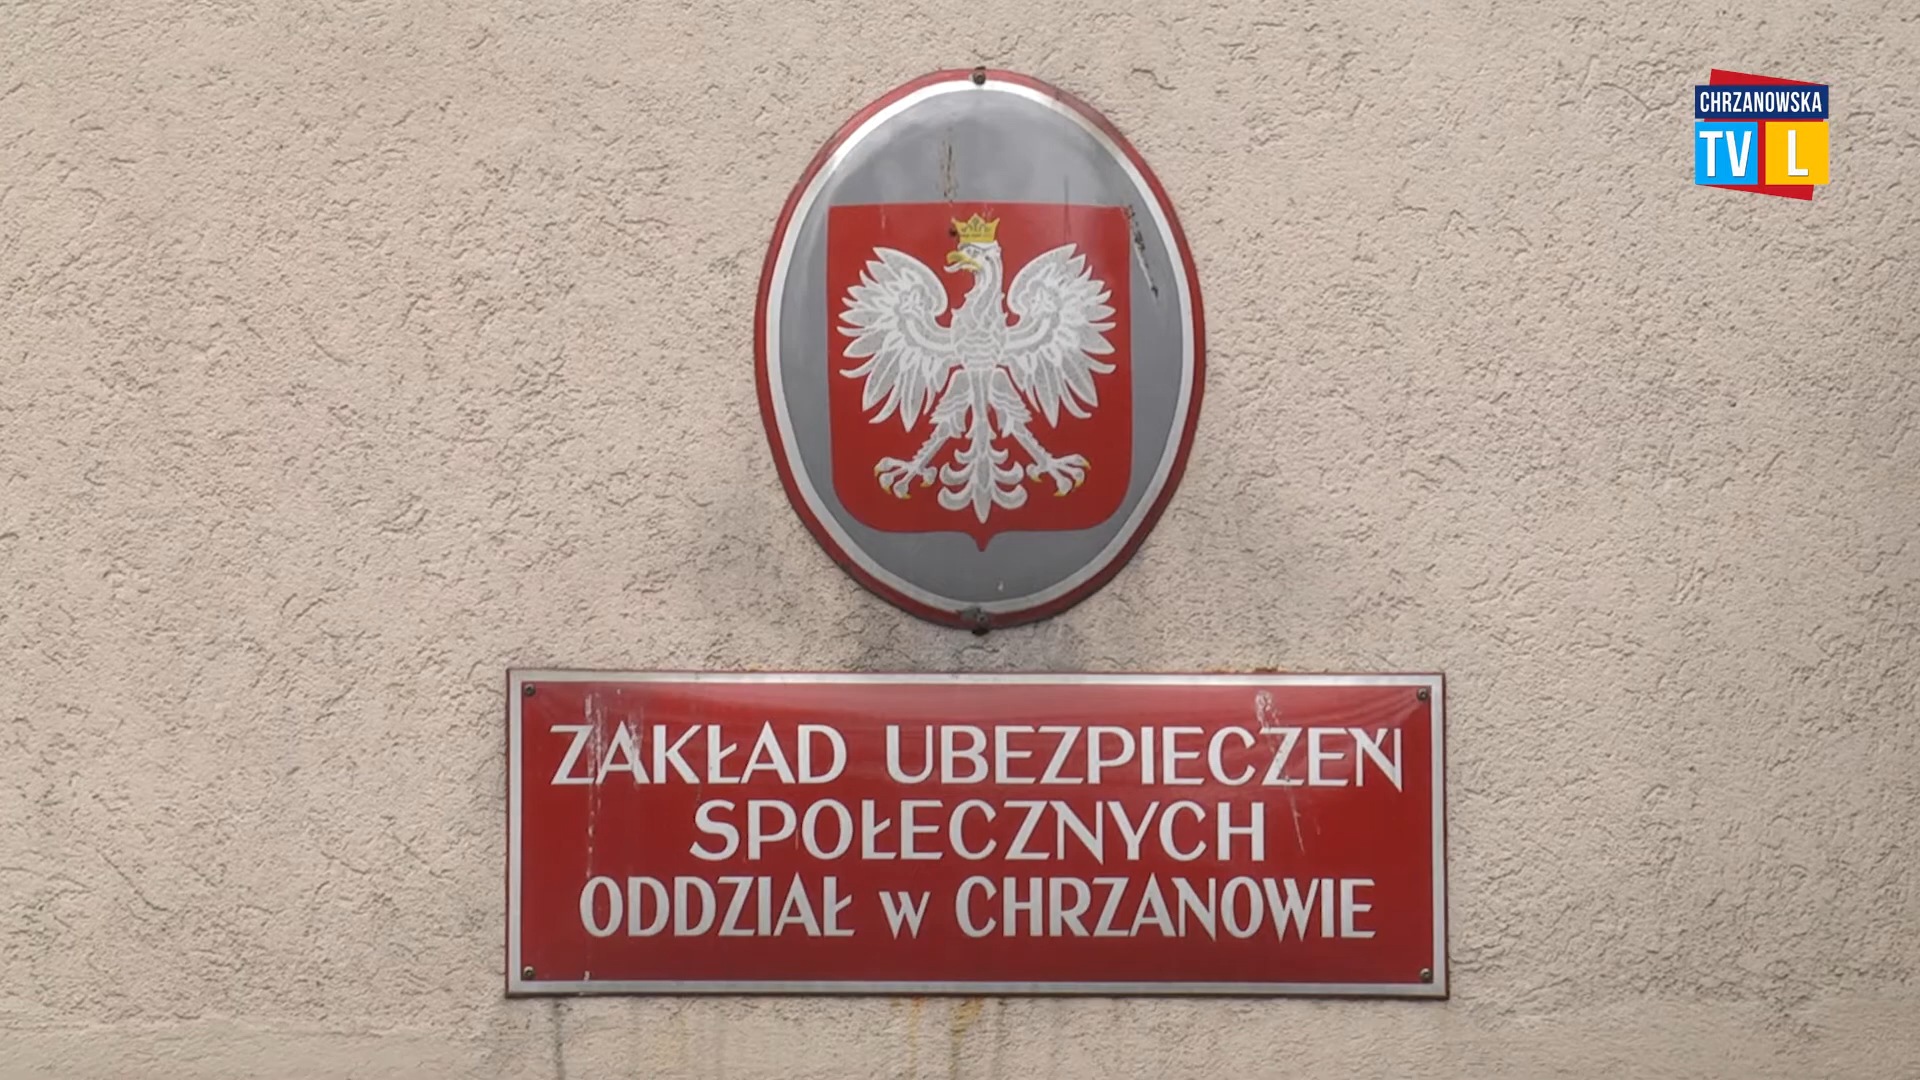 CHRZANOWSKA
TV L
ZAKŁAD UBEZPIECZEŃ
SPOŁECZNYCH
ODDZIAŁ w CHRZANOWIE